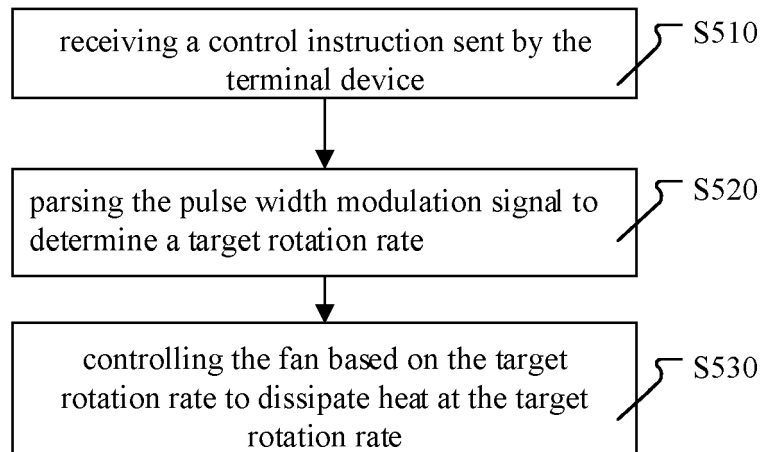 receiving a control instruction sent by the
terminal device
S510
parsing the pulse width modulation signal to
determine a target rotation rate
S520
controlling the fan based on the target
rotation rate to dissipate heat at the target
rotation rate
S530